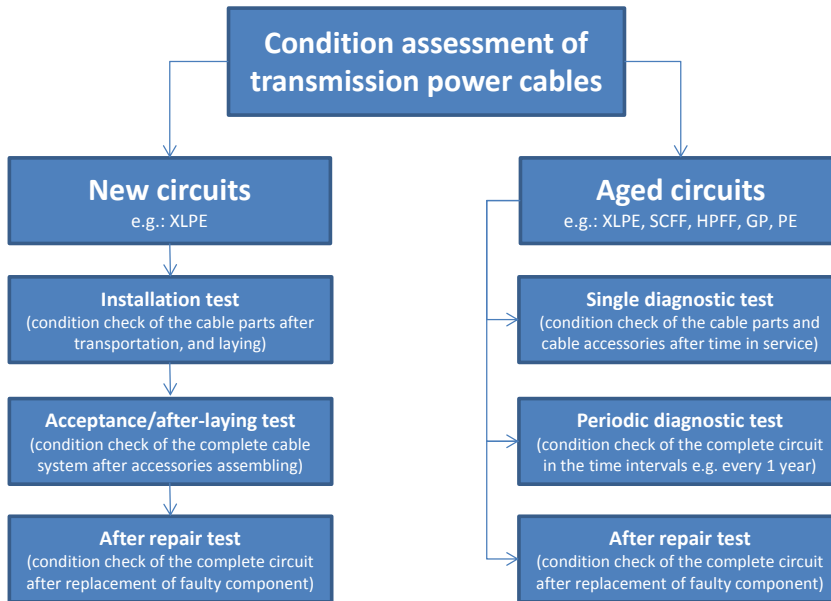 Condition assessment of
transmission power cables
New circuits
e.g.: XLPE
Installation test
(condition check of the cable parts after
transportation, and laying)
Acceptance/after-laying test
(condition check of the complete cable
system after accessories assembling)
After repair test
(condition check of the complete circuit
after replacement of faulty component)
Aged circuits
e.g.: XLPE, SCFF, HPFF, GP, PE
Single diagnostic test
(condition check of the cable parts and
cable accessories after time in service)
Periodic diagnostic test
(condition check of the complete circuit
in the time intervals e.g. every 1 year)
After repair test
(condition check of the complete circuit
after replacement of faulty component)